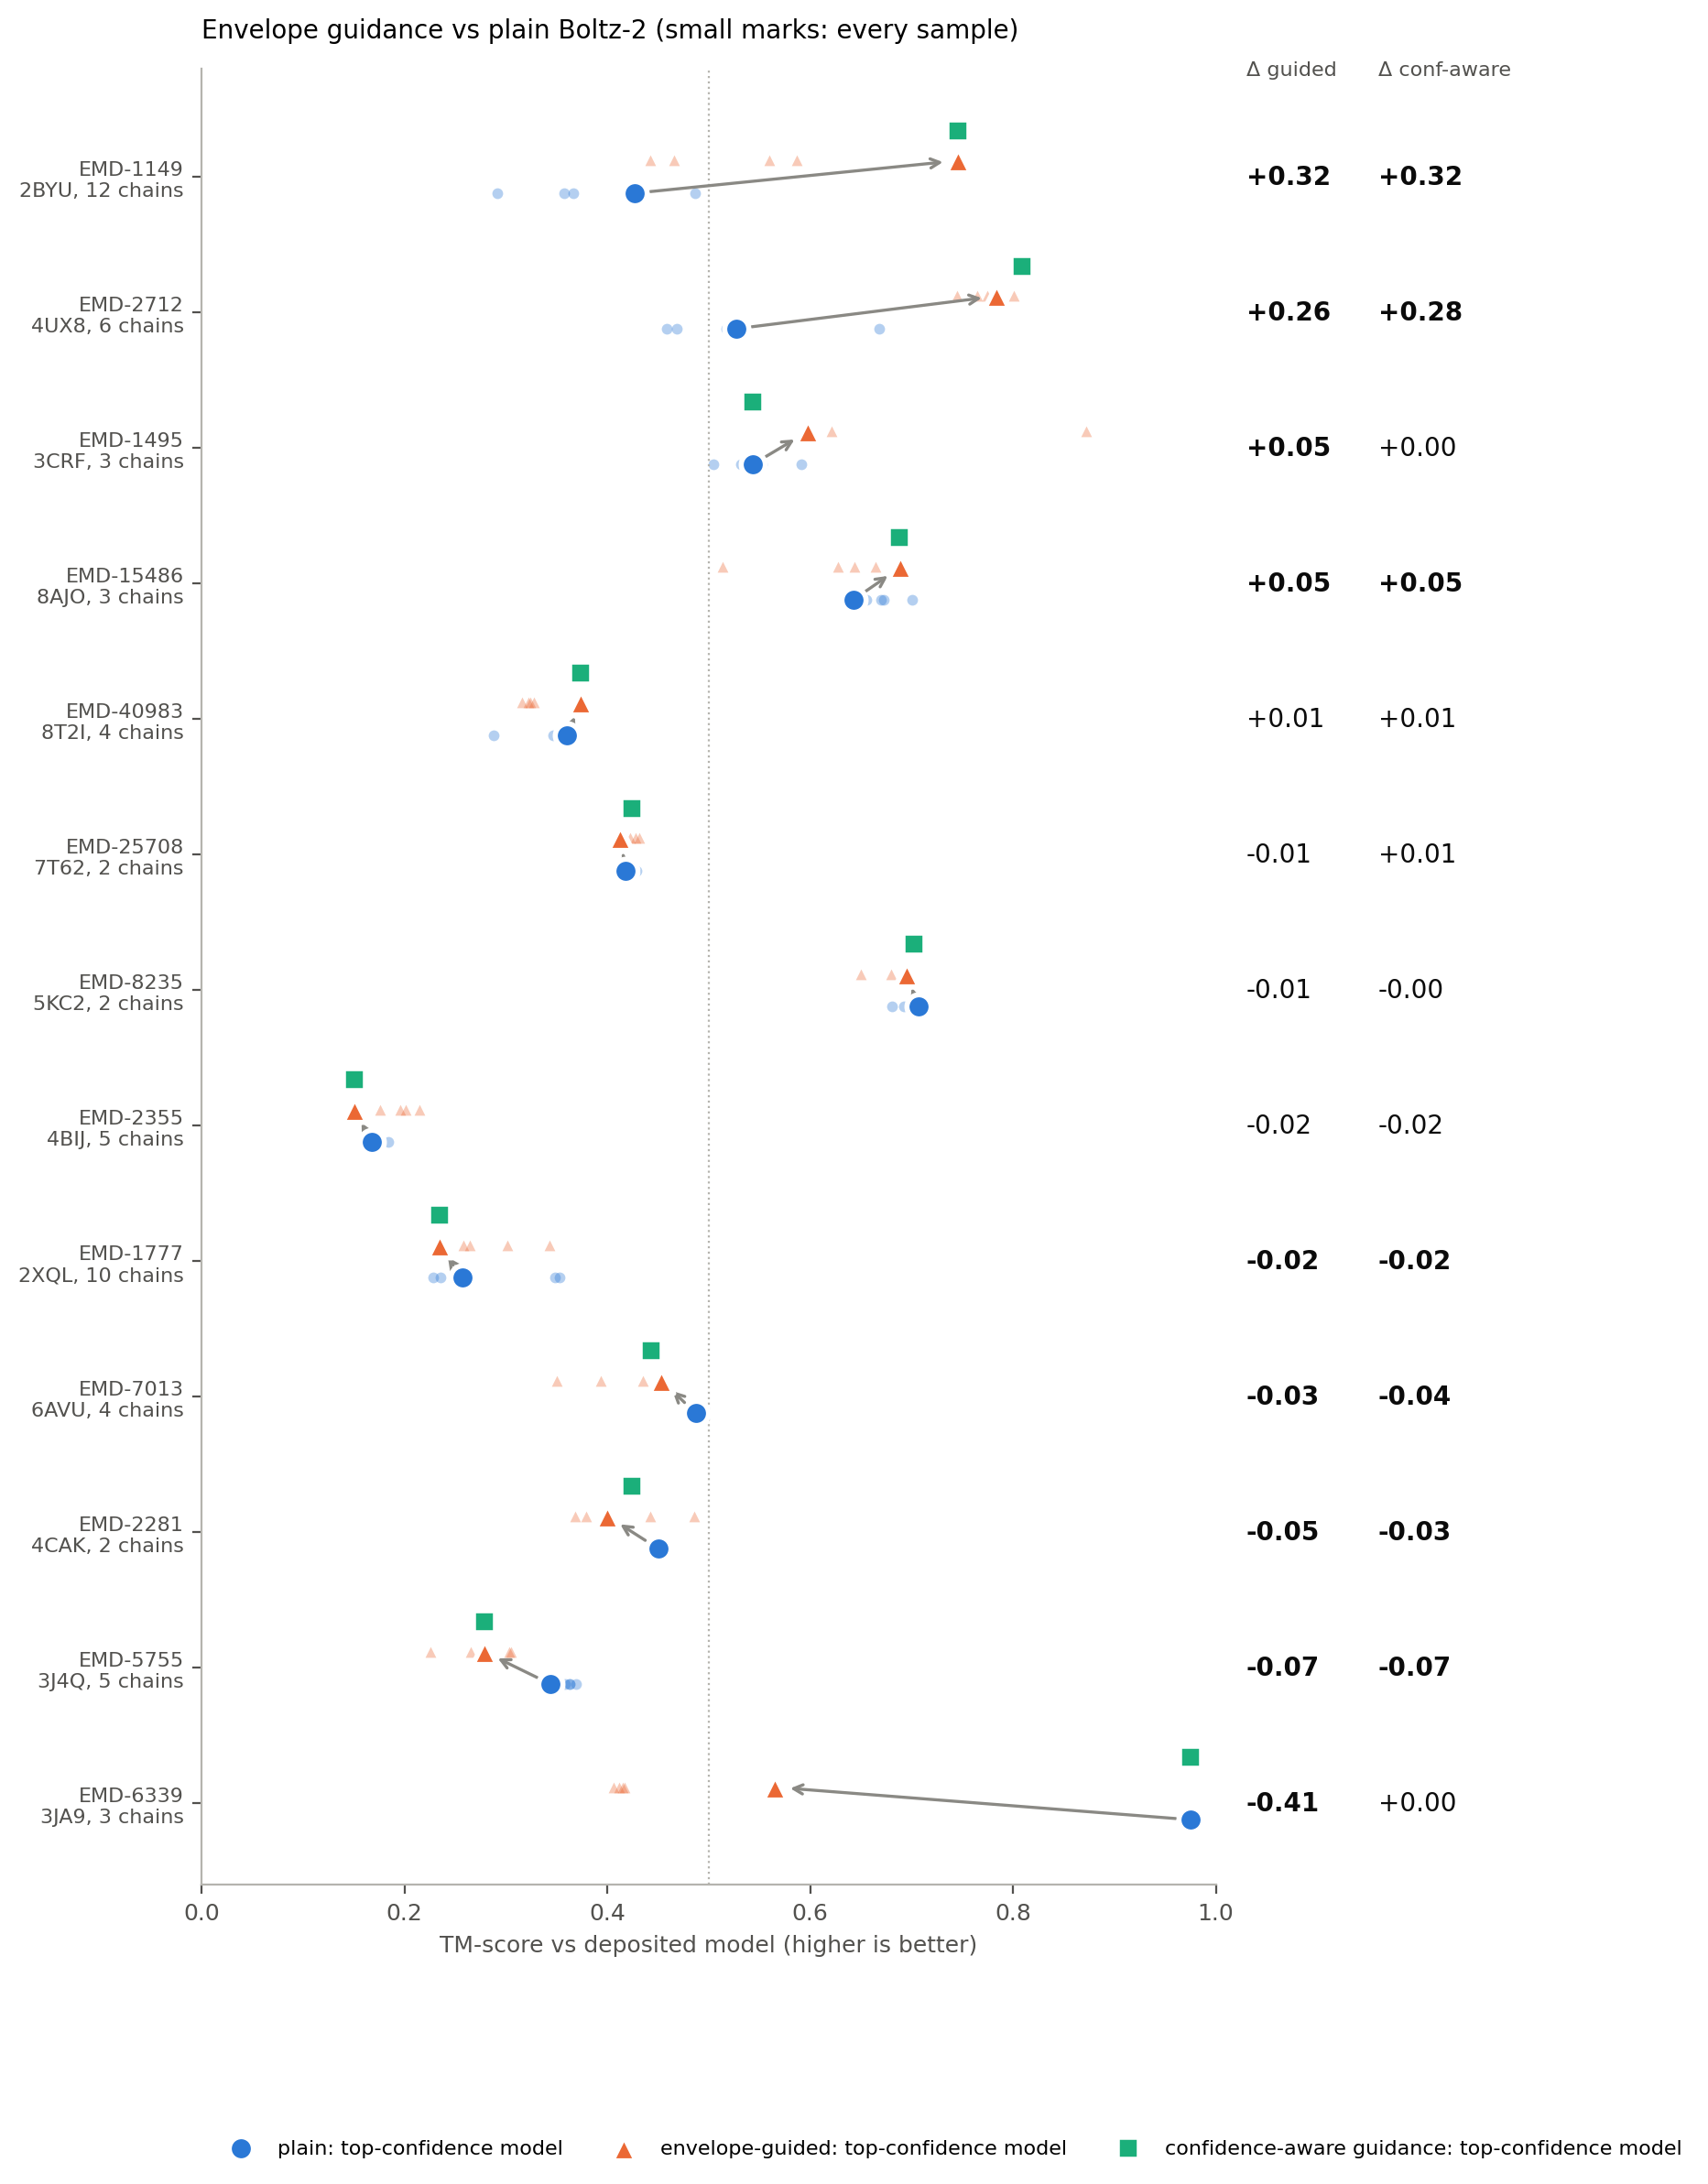 Envelope guidance vs plain Boltz-2 (small marks: every sample)
Δ guided Δ conf-aware
EMD-1149
2BYU, 12 chains
+0.32 +0.32
EMD-2712
4UX8, 6 chains
+0.26 +0.28
EMD-1495
3CRF, 3 chains
+0.05 +0.00
EMD-15486
8AJO, 3 chains
+0.05 +0.05
EMD-40983
8T2I, 4 chains
+0.01 +0.01
EMD-25708
7T62, 2 chains
-0.01 +0.01
EMD-8235
5KC2, 2 chains
-0.01 -0.00
EMD-2355
4BIJ, 5 chains
-0.02 -0.02
EMD-1777
2XQL, 10 chains
-0.02 -0.02
EMD-7013
6AVU, 4 chains
-0.03 -0.04
EMD-2281
4CAK, 2 chains
-0.05 -0.03
EMD-5755
3J4Q, 5 chains
-0.07 -0.07
EMD-6339
3JA9, 3 chains
-0.41 +0.00
0.0 0.2 0.4 0.6 0.8 1.0
TM-score vs deposited model (higher is better)
plain: top-confidence model envelope-guided: top-confidence model confidence-aware guidance: top-confidence model